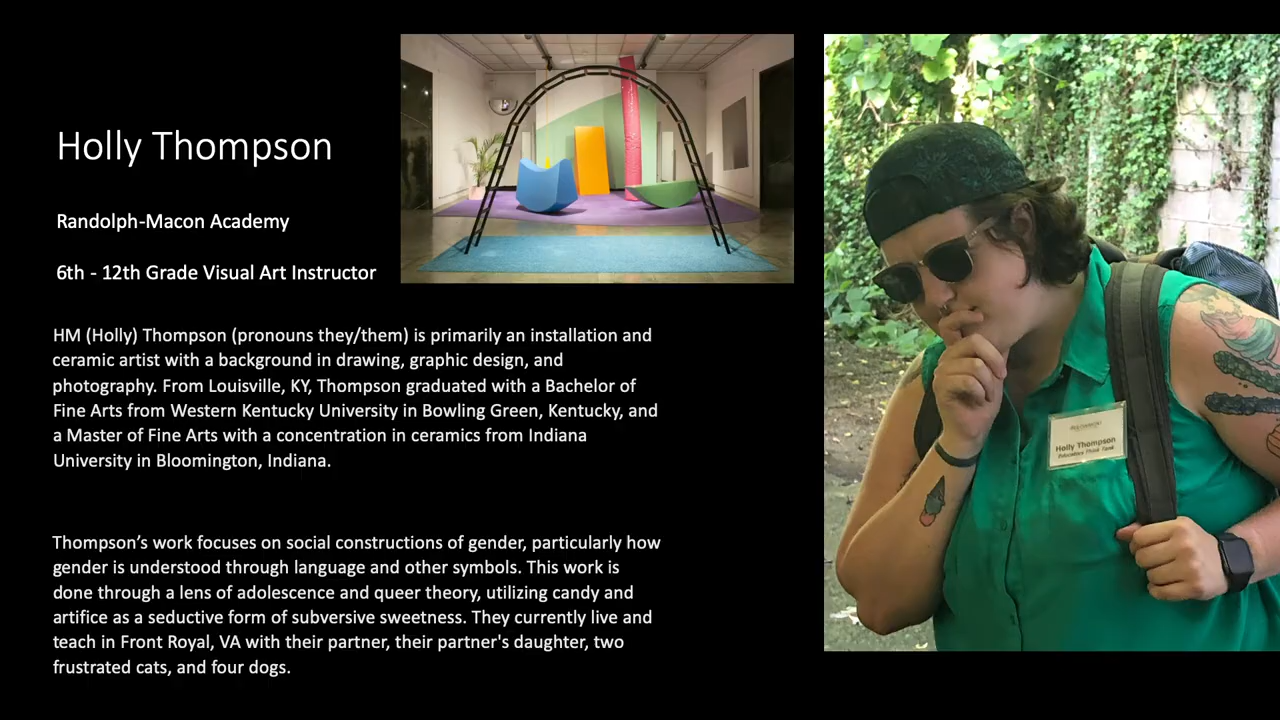 Holly Thompson
Randolph-Macon Academy
6th - 12th Grade Visual Art Instructor
HM (Holly) Thompson (pronouns they/them) is primarily an installation and
ceramic artist with a background in drawing, graphic design, and
photography. From Louisville, KY, Thompson graduated with a Bachelor of
Fine Arts from Western Kentucky University in Bowling Green, Kentucky, and
a Master of Fine Arts with a concentration in ceramics from Indiana
University in Bloomington, Indiana.
Thompson’s work focuses on social constructions of gender, particularly how
gender is understood through language and other symbols. This work is
done through a lens of adolescence and queer theory, utilizing candy and
artifice as a seductive form of subversive sweetness. They currently live and
teach in Front Royal, VA with their partner, their partner's daughter, two
frustrated cats, and four dogs.
Holly Thompson
Educators Think Tank